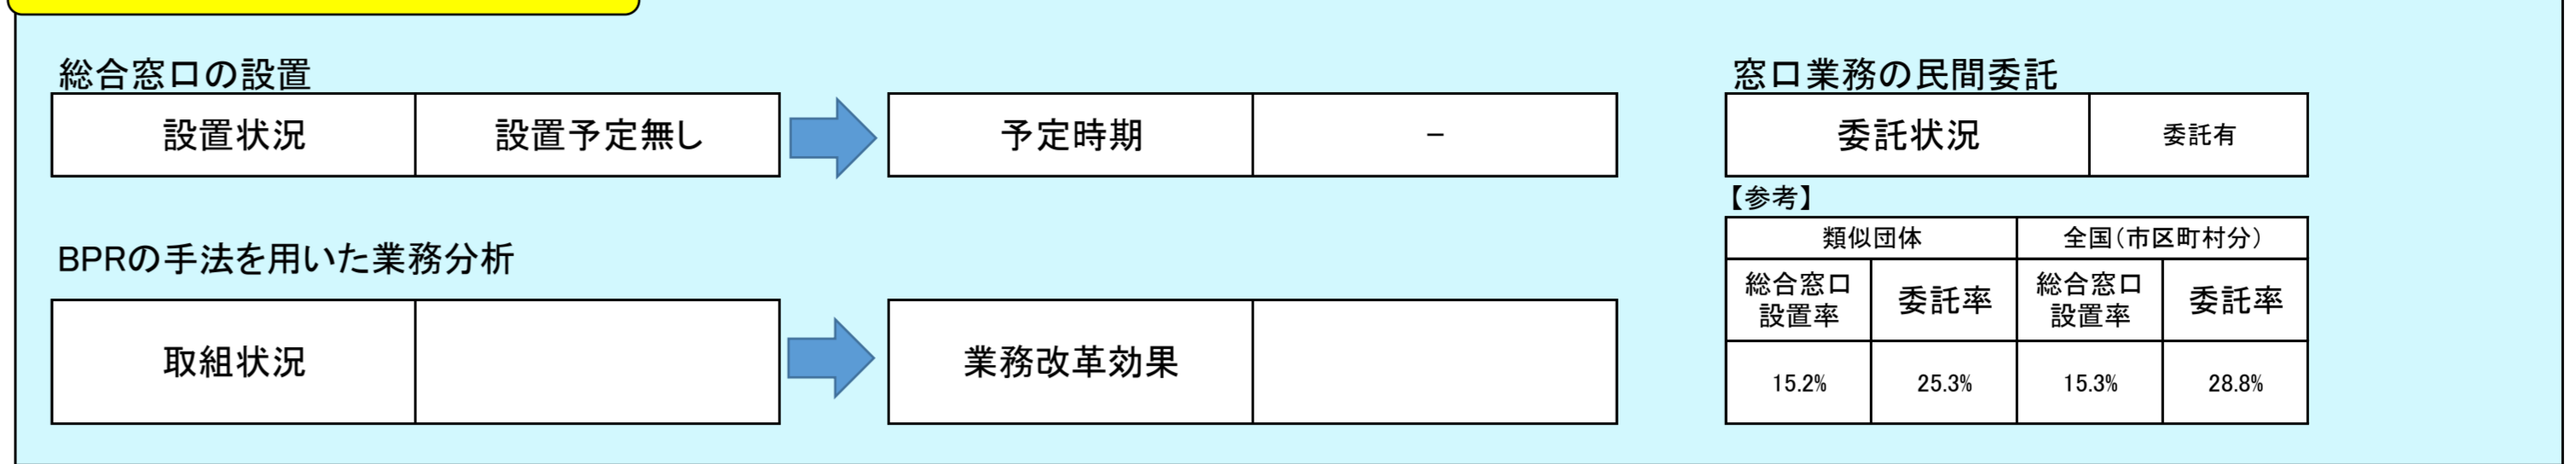 総合窓口の設置
設置状況 設置予定無し 予定時期 －
BPRの手法を用いた業務分析
取組状況 業務改革効果
窓口業務の民間委託
委託状況 委託有
【参考】
類似団体 全国（市区町村分）
総合窓口
設置率
委託率
総合窓口
設置率
委託率
15.2% 25.3% 15.3% 28.8%